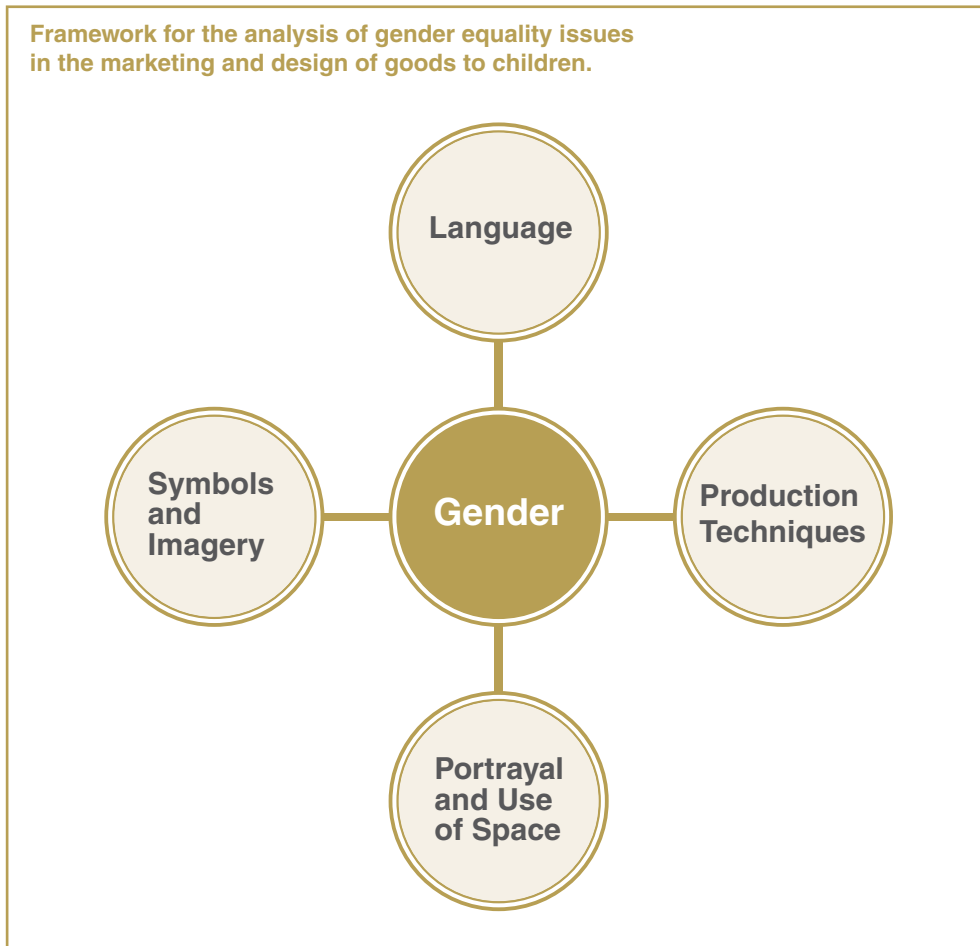 Framework for the analysis of gender equality issues
in the marketing and design of goods to children.
Language
Symbols
and
Imagery
Gender
Production
Techniques
Portrayal
and Use
of Space